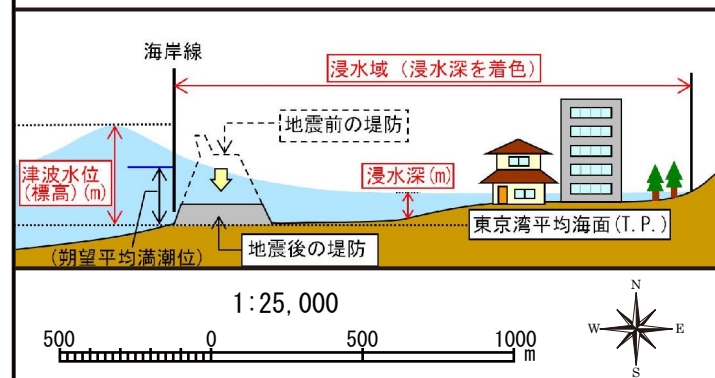 海岸線
浸水域（浸水深を着色）
地震前の堤防
津波水位
(標高)(m)
浸水深(m)
東京湾平均海面(T.P.)
(朔望平均満潮位)
地震後の堤防
1:25,000
500 0 500 1000
m
N
W E
S